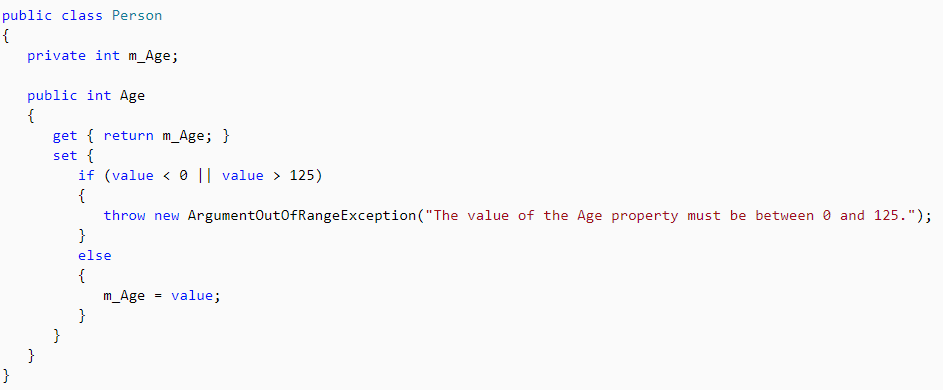 public class Person
{
   private int m_Age;

   public int Age
   {
      get { return m_Age; }
      set {
         if (value < 0 || value > 125)
         {
            throw new ArgumentOutOfRangeException("The value of the Age property must be between 0 and 125.");
         }
         else
         {
            m_Age = value;
         }
      }
   }
}